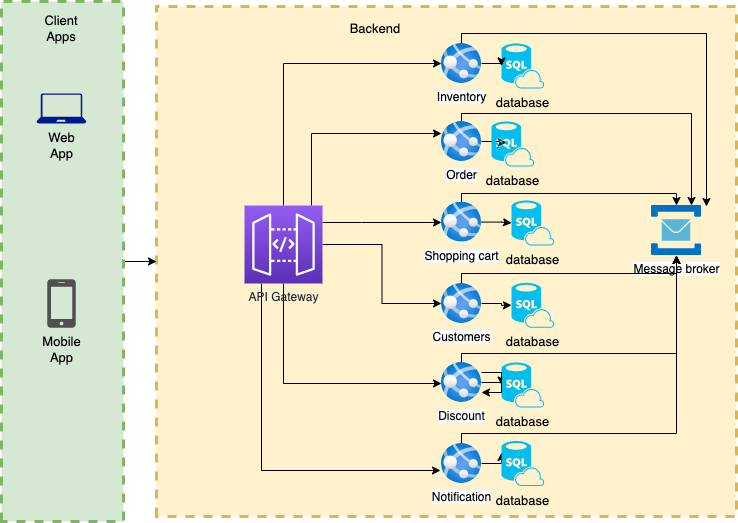 Client
Apps
Web
App
Mobile
App
Backend
API Gateway
</>
Inventory
SQL
database
Order
SQL
database
Shopping cart
SQL
database
Customers
SQL
database
Discount
SQL
database
Notification
SQL
database
Message broker